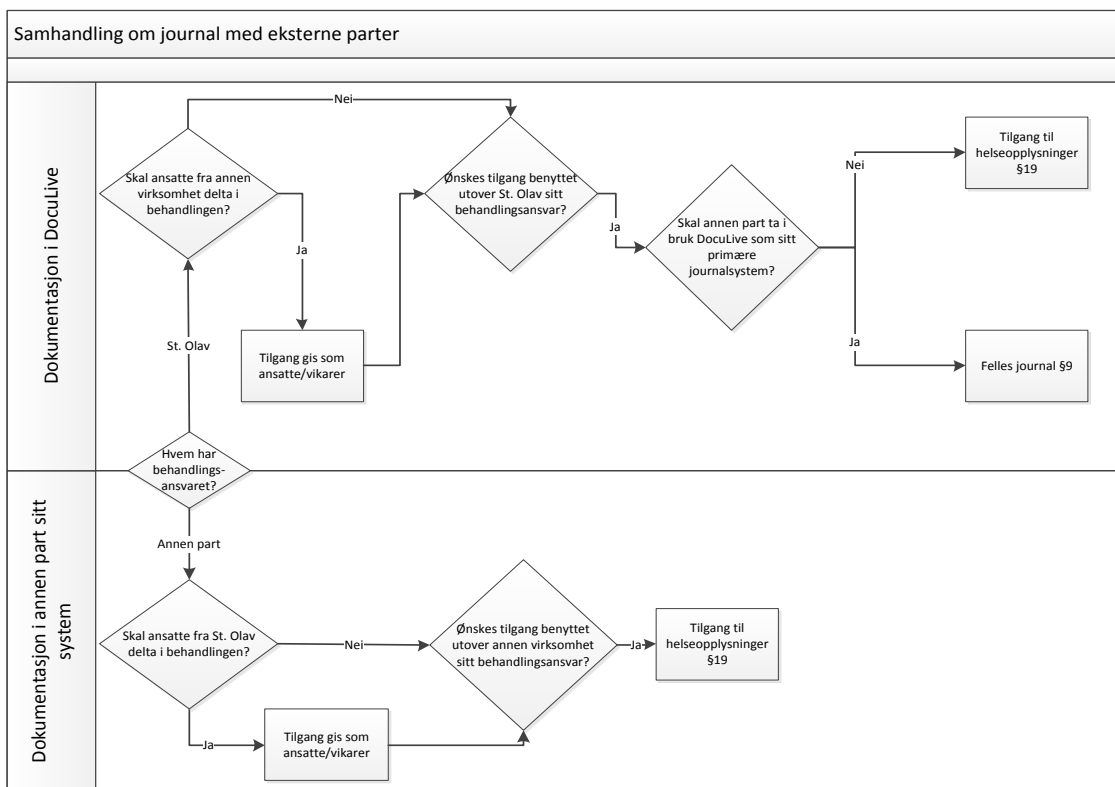 Samhandling om journal med eksterne parter
Dokumentasjon i DocuLive
Nei
Skal ansatte fra annen
virksomhet delta i
behandlingen?
Ja
Tilgang gis som
ansatte/vikarer
Ønskes tilgang benyttet
utover St. Olav sitt
behandlingsansvar?
Ja
Skal annen part ta i
bruk DocuLive som sitt
primære
journalsystem?
Nei
Tilgang til
helseopplysninger
§19
Ja
Felles journal §9
St. Olav
Hvem har
behandlings-
ansvaret?
Dokumentasjon i annen part sitt
system
Annen part
Skal ansatte fra St. Olav
delta i behandlingen?
Nei
Ja
Tilgang gis som
ansatte/vikarer
Ønskes tilgang benyttet
utover annen virksomhet
sitt behandlingsansvar?
Ja
Tilgang til
helseopplysninger
§19